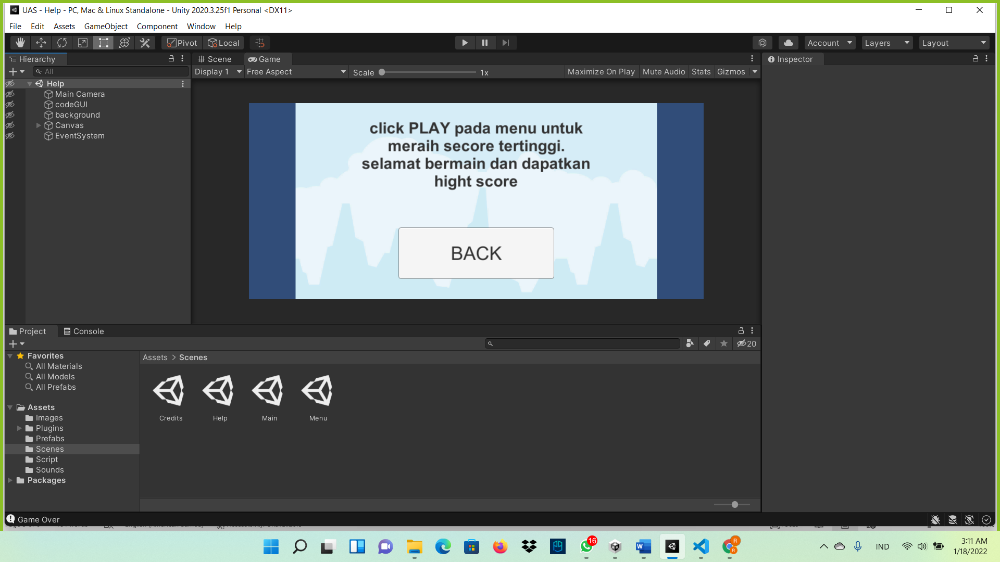 UAS - Help - PC, Mac & Linux Standalone - Unity 2020.3.25f1 Personal <DX11>
File Edit Assets GameObject Component Window Help
Pivot Local Account Layers Layout
Hierarchy
All
Help
Main Camera
codeGUI
background
Canvas
EventSystem
Scene Game
Display 1 Free Aspect Scale 1x Maximize On Play Mute Audio Stats Gizmos
click PLAY pada menu untuk
meraih secore tertinggi.
selamat bermain dan dapatkan
hight score
BACK
Inspector
Project Console
20
Favorites
All Materials
All Models
All Prefabs
Assets
Images
Plugins
Prefabs
Scenes
Script
Sounds
Packages
Assets > Scenes
Credits Help Main Menu
Game Over
16
R
R
IND
3:11 AM
1/18/2022